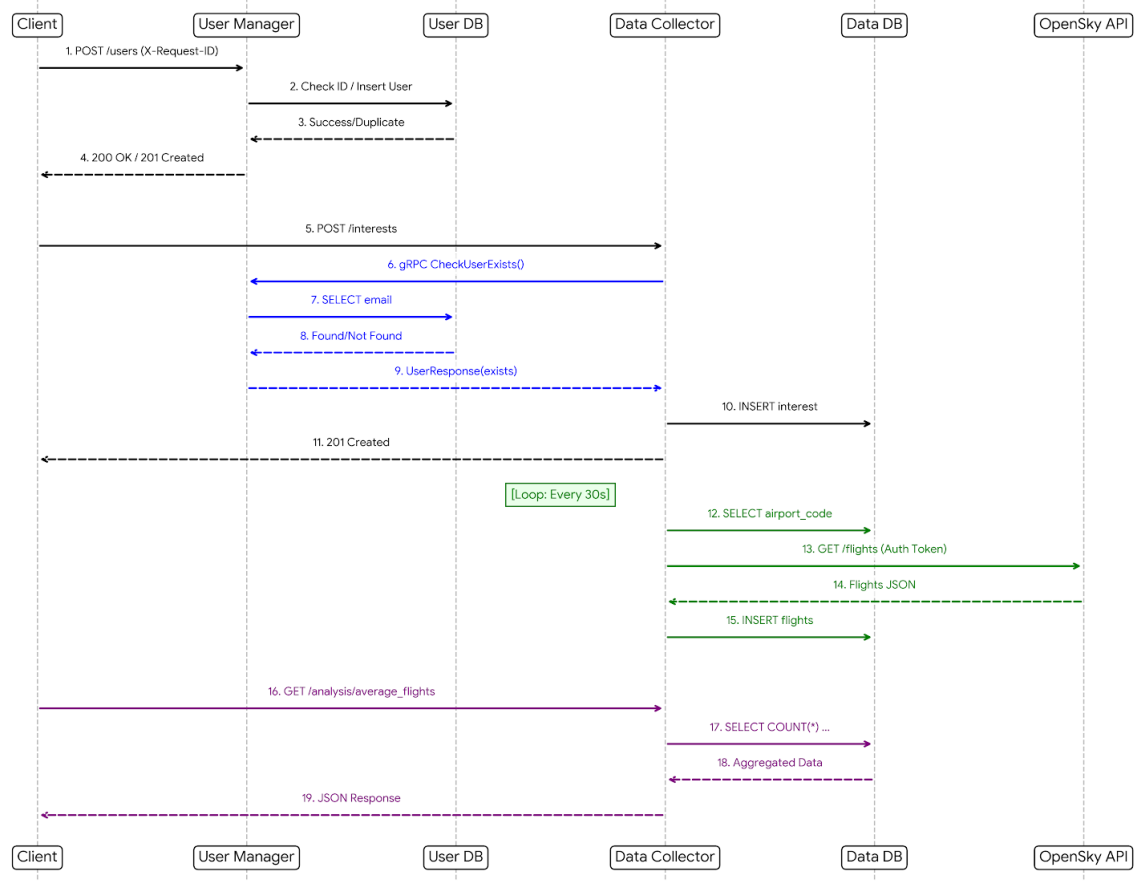 Client
User Manager
User DB
Data Collector
Data DB
OpenSky API
1. POST /users (X-Request-ID)
2. Check ID / Insert User
3. Success/Duplicate
4. 200 OK / 201 Created
5. POST /interests
6. gRPC CheckUserExists()
7. SELECT email
8. Found/Not Found
9. UserResponse(exists)
10. INSERT interest
11. 201 Created
[Loop: Every 30s]
12. SELECT airport_code
13. GET /flights (Auth Token)
14. Flights JSON
15. INSERT flights
16. GET /analysis/average_flights
17. SELECT COUNT(*) ...
18. Aggregated Data
19. JSON Response
Client
User Manager
User DB
Data Collector
Data DB
OpenSky API